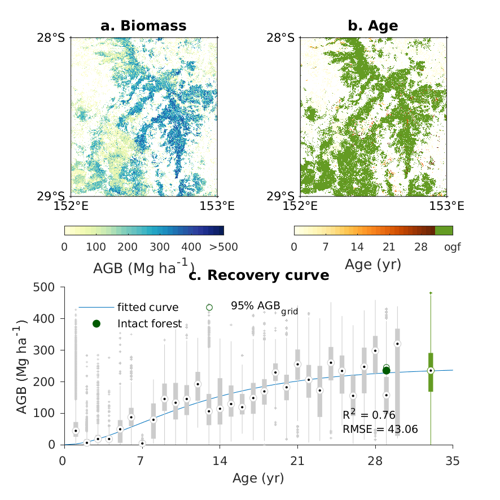 a. Biomass
b. Age
28°S
28°S
29°S
29°S
152°E
153°E
152°E
153°E
0 100 200 300 400 >500
AGB (Mg ha-1)
0 7 14 21 28 ogf
Age (yr)
c. Recovery curve
AGB (Mg ha-1)
500
400
300
200
100
0
fitted curve
95% AGBgrid
Intact forest
R2 = 0.76
RMSE = 43.06
0 7 14 21 28 35
Age (yr)